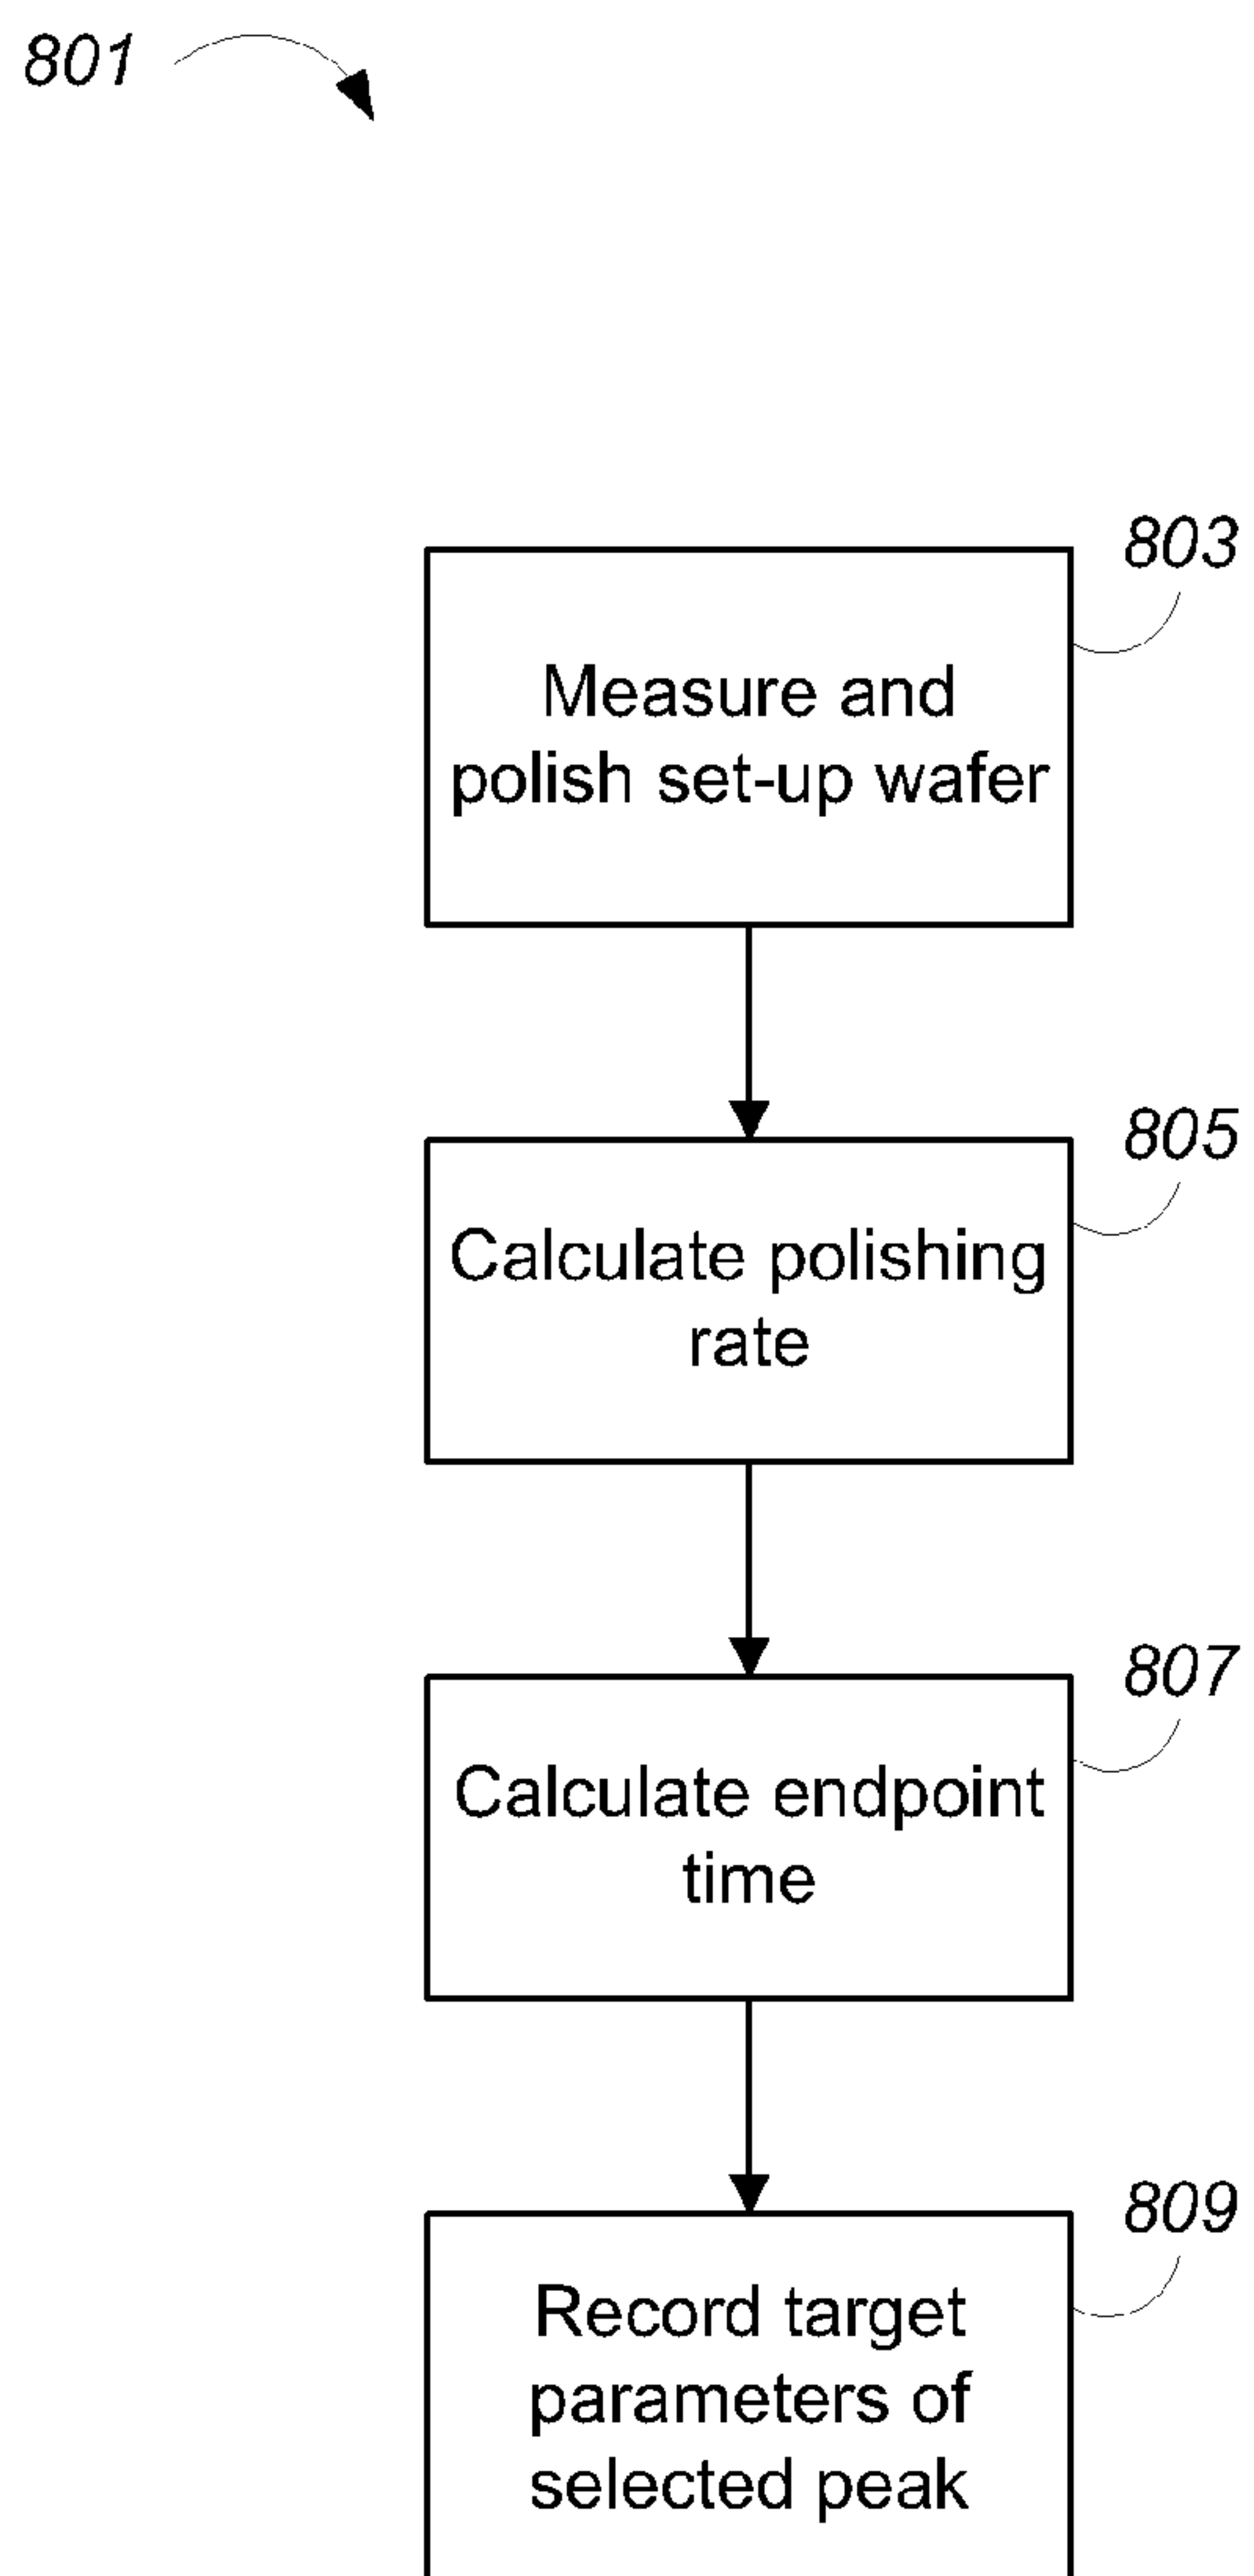 801
803
Measure and
polish set-up wafer
805
Calculate polishing
rate
807
Calculate endpoint
time
809
Record target
parameters of
selected peak